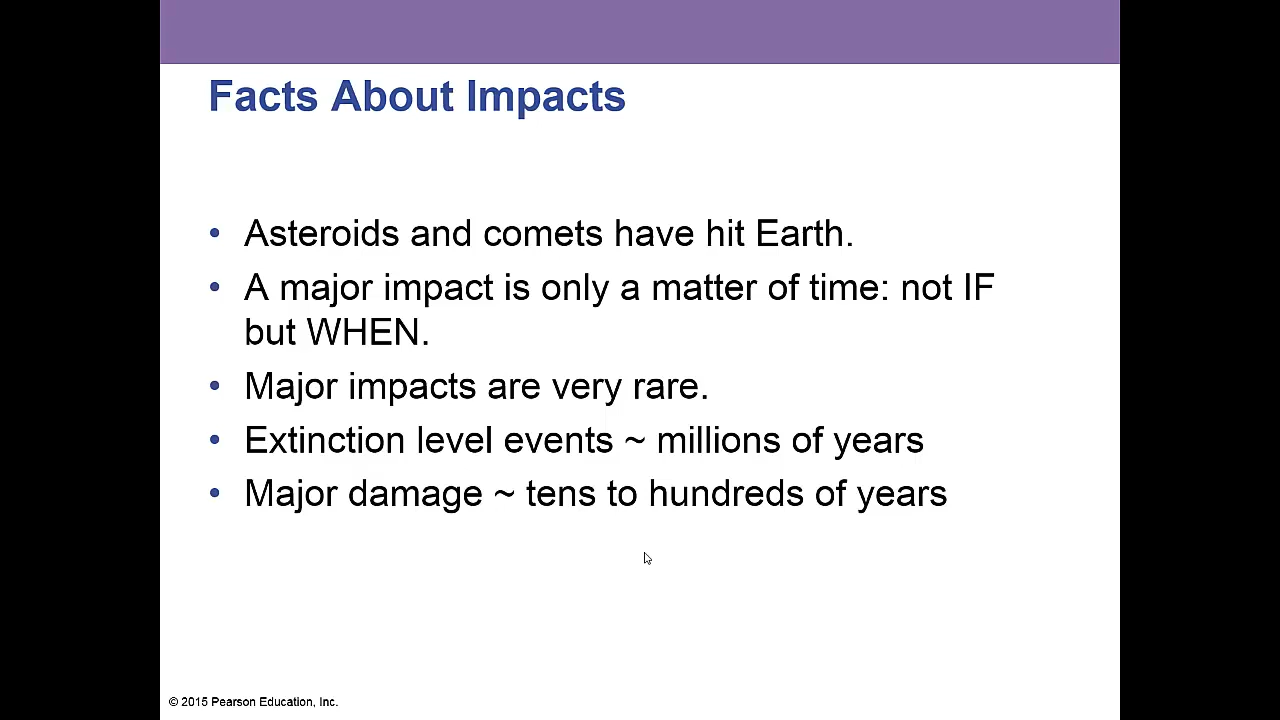 Facts About Impacts
• Asteroids and comets have hit Earth.
• A major impact is only a matter of time: not IF
but WHEN.
• Major impacts are very rare.
• Extinction level events ~ millions of years
• Major damage ~ tens to hundreds of years
© 2015 Pearson Education, Inc.